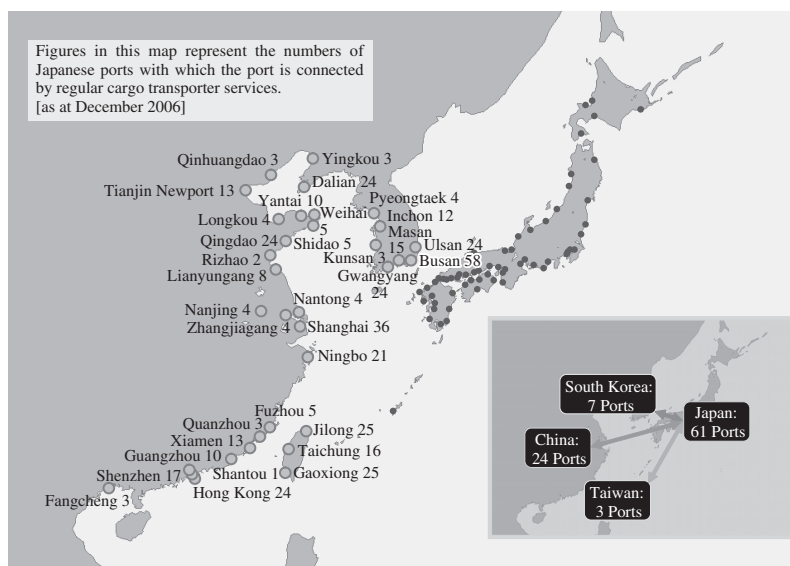 Figures in this map represent the numbers of
Japanese ports with which the port is connected
by regular cargo transporter services.
[as at December 2006]
Qinhuangdao 3
Yingkou 3
Tianjin Newport 13
Dalian 24
Yantai 10
Pyeongtaek 4
Longkou 4
Weihai
5
Inchon 12
Masan
15
Qingdao 24
Shidao 5
Ulsan 24
Rizhao 2
Kunsan 3
Busan 58
Lianyungang 8
Gwangyang
24
Nanjing 4
Nantong 4
Zhangjiagang 4
Shanghai 36
Ningbo 21
Fuzhou 5
Quanzhou 3
Jilong 25
Xiamen 13
Taichung 16
Guangzhou 10
Shenzhen 17
Shantou 1
Gaoxiong 25
Hong Kong 24
Fangcheng 3
South Korea:
7 Ports
Japan:
61 Ports
China:
24 Ports
Taiwan:
3 Ports